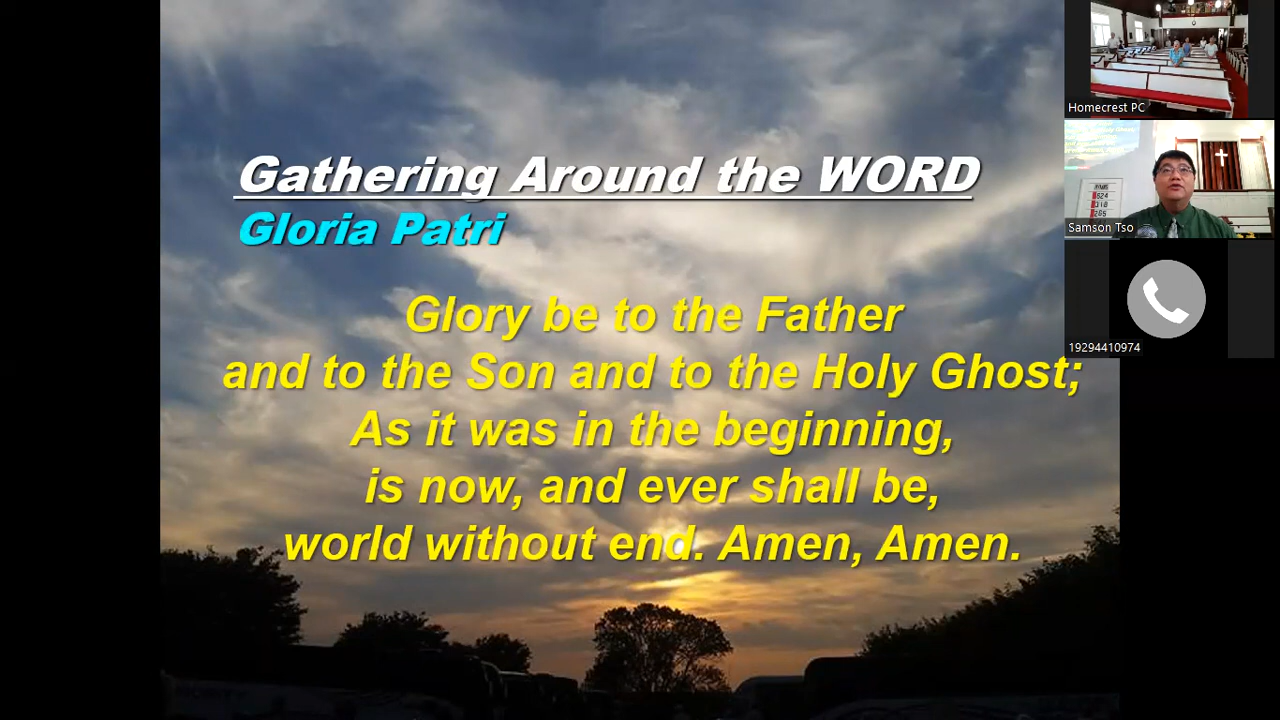 Gathering Around the WORD
Gloria Patri
Glory be to the Father
and to the Son and to the Holy Ghost;
As it was in the beginning,
is now, and ever shall be,
world without end. Amen, Amen.
Homecrest PC
Samson Tso
19294410974